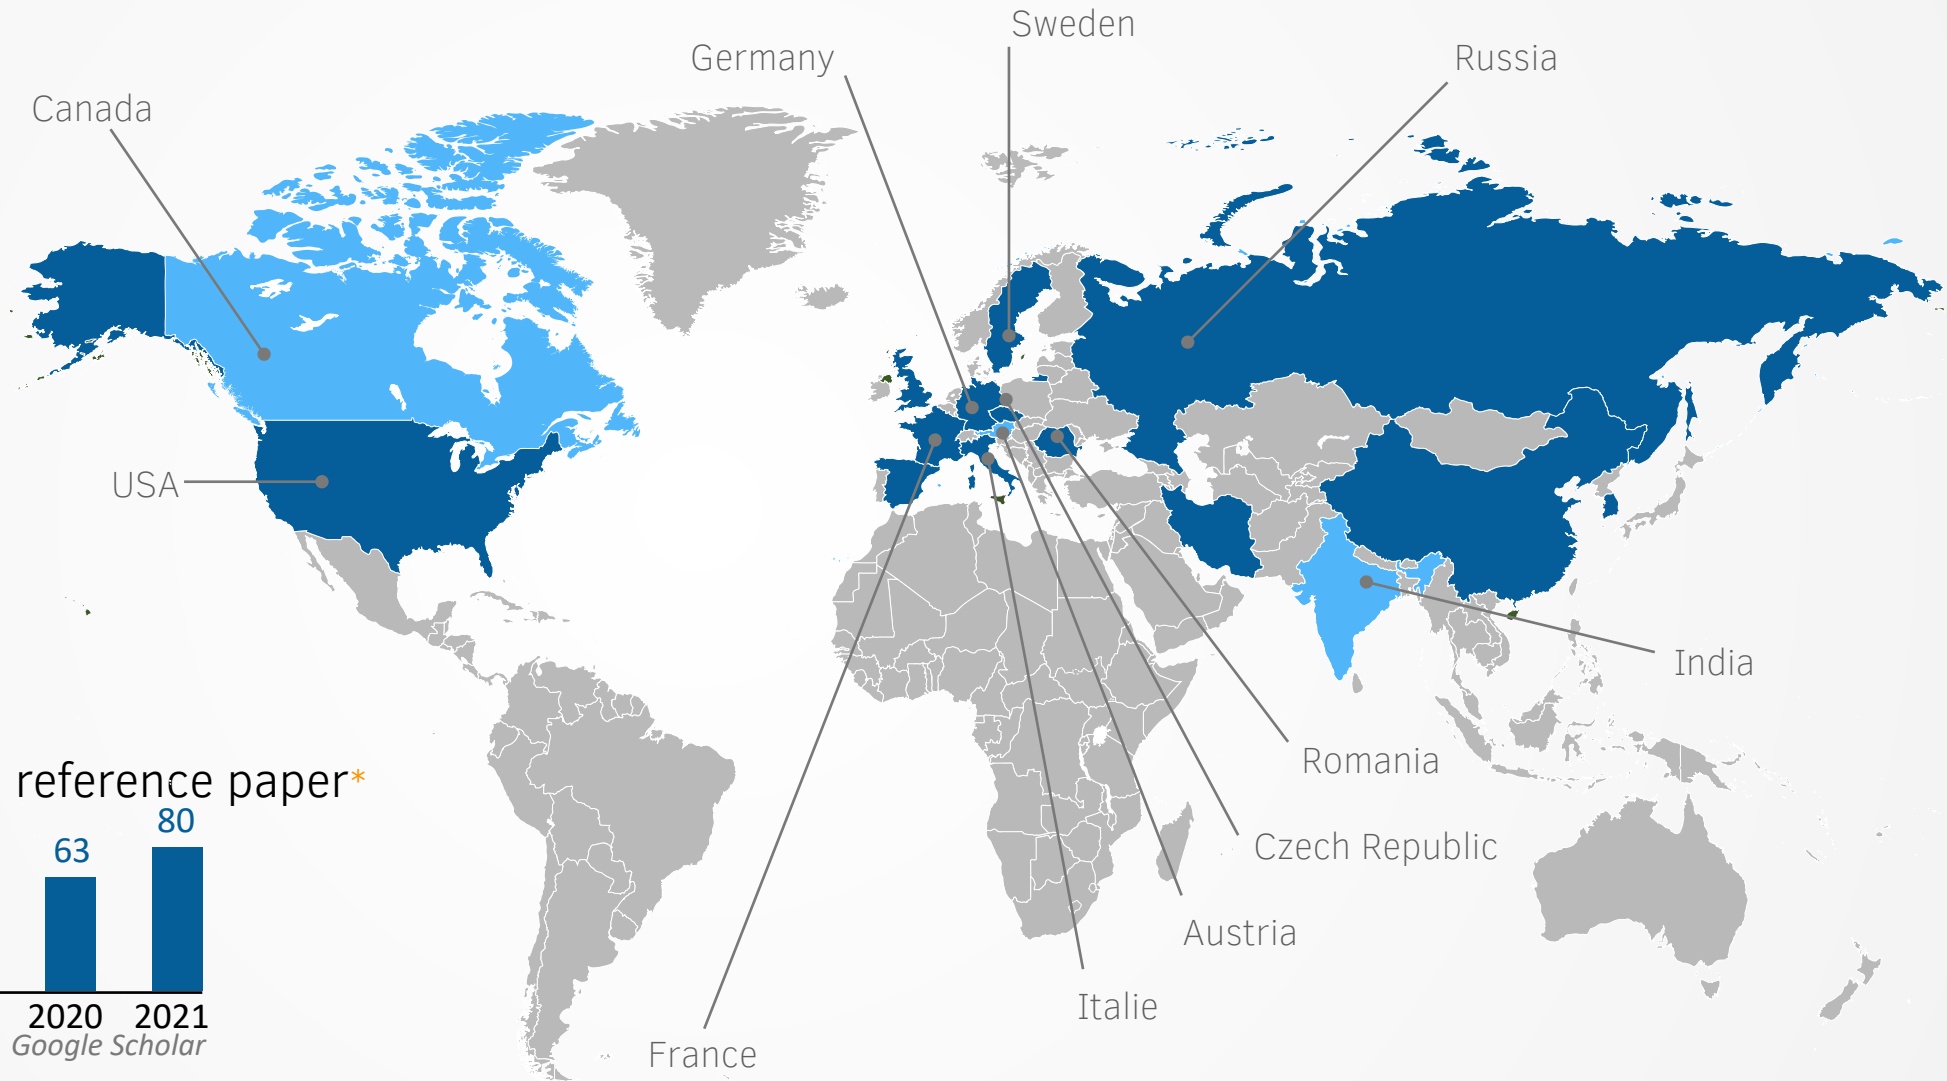 Sweden
Germany
Russia
Canada
USA
India
Romania
reference paper*
80
63
Czech Republic
Austria
Italie
2020 2021
Google Scholar
France